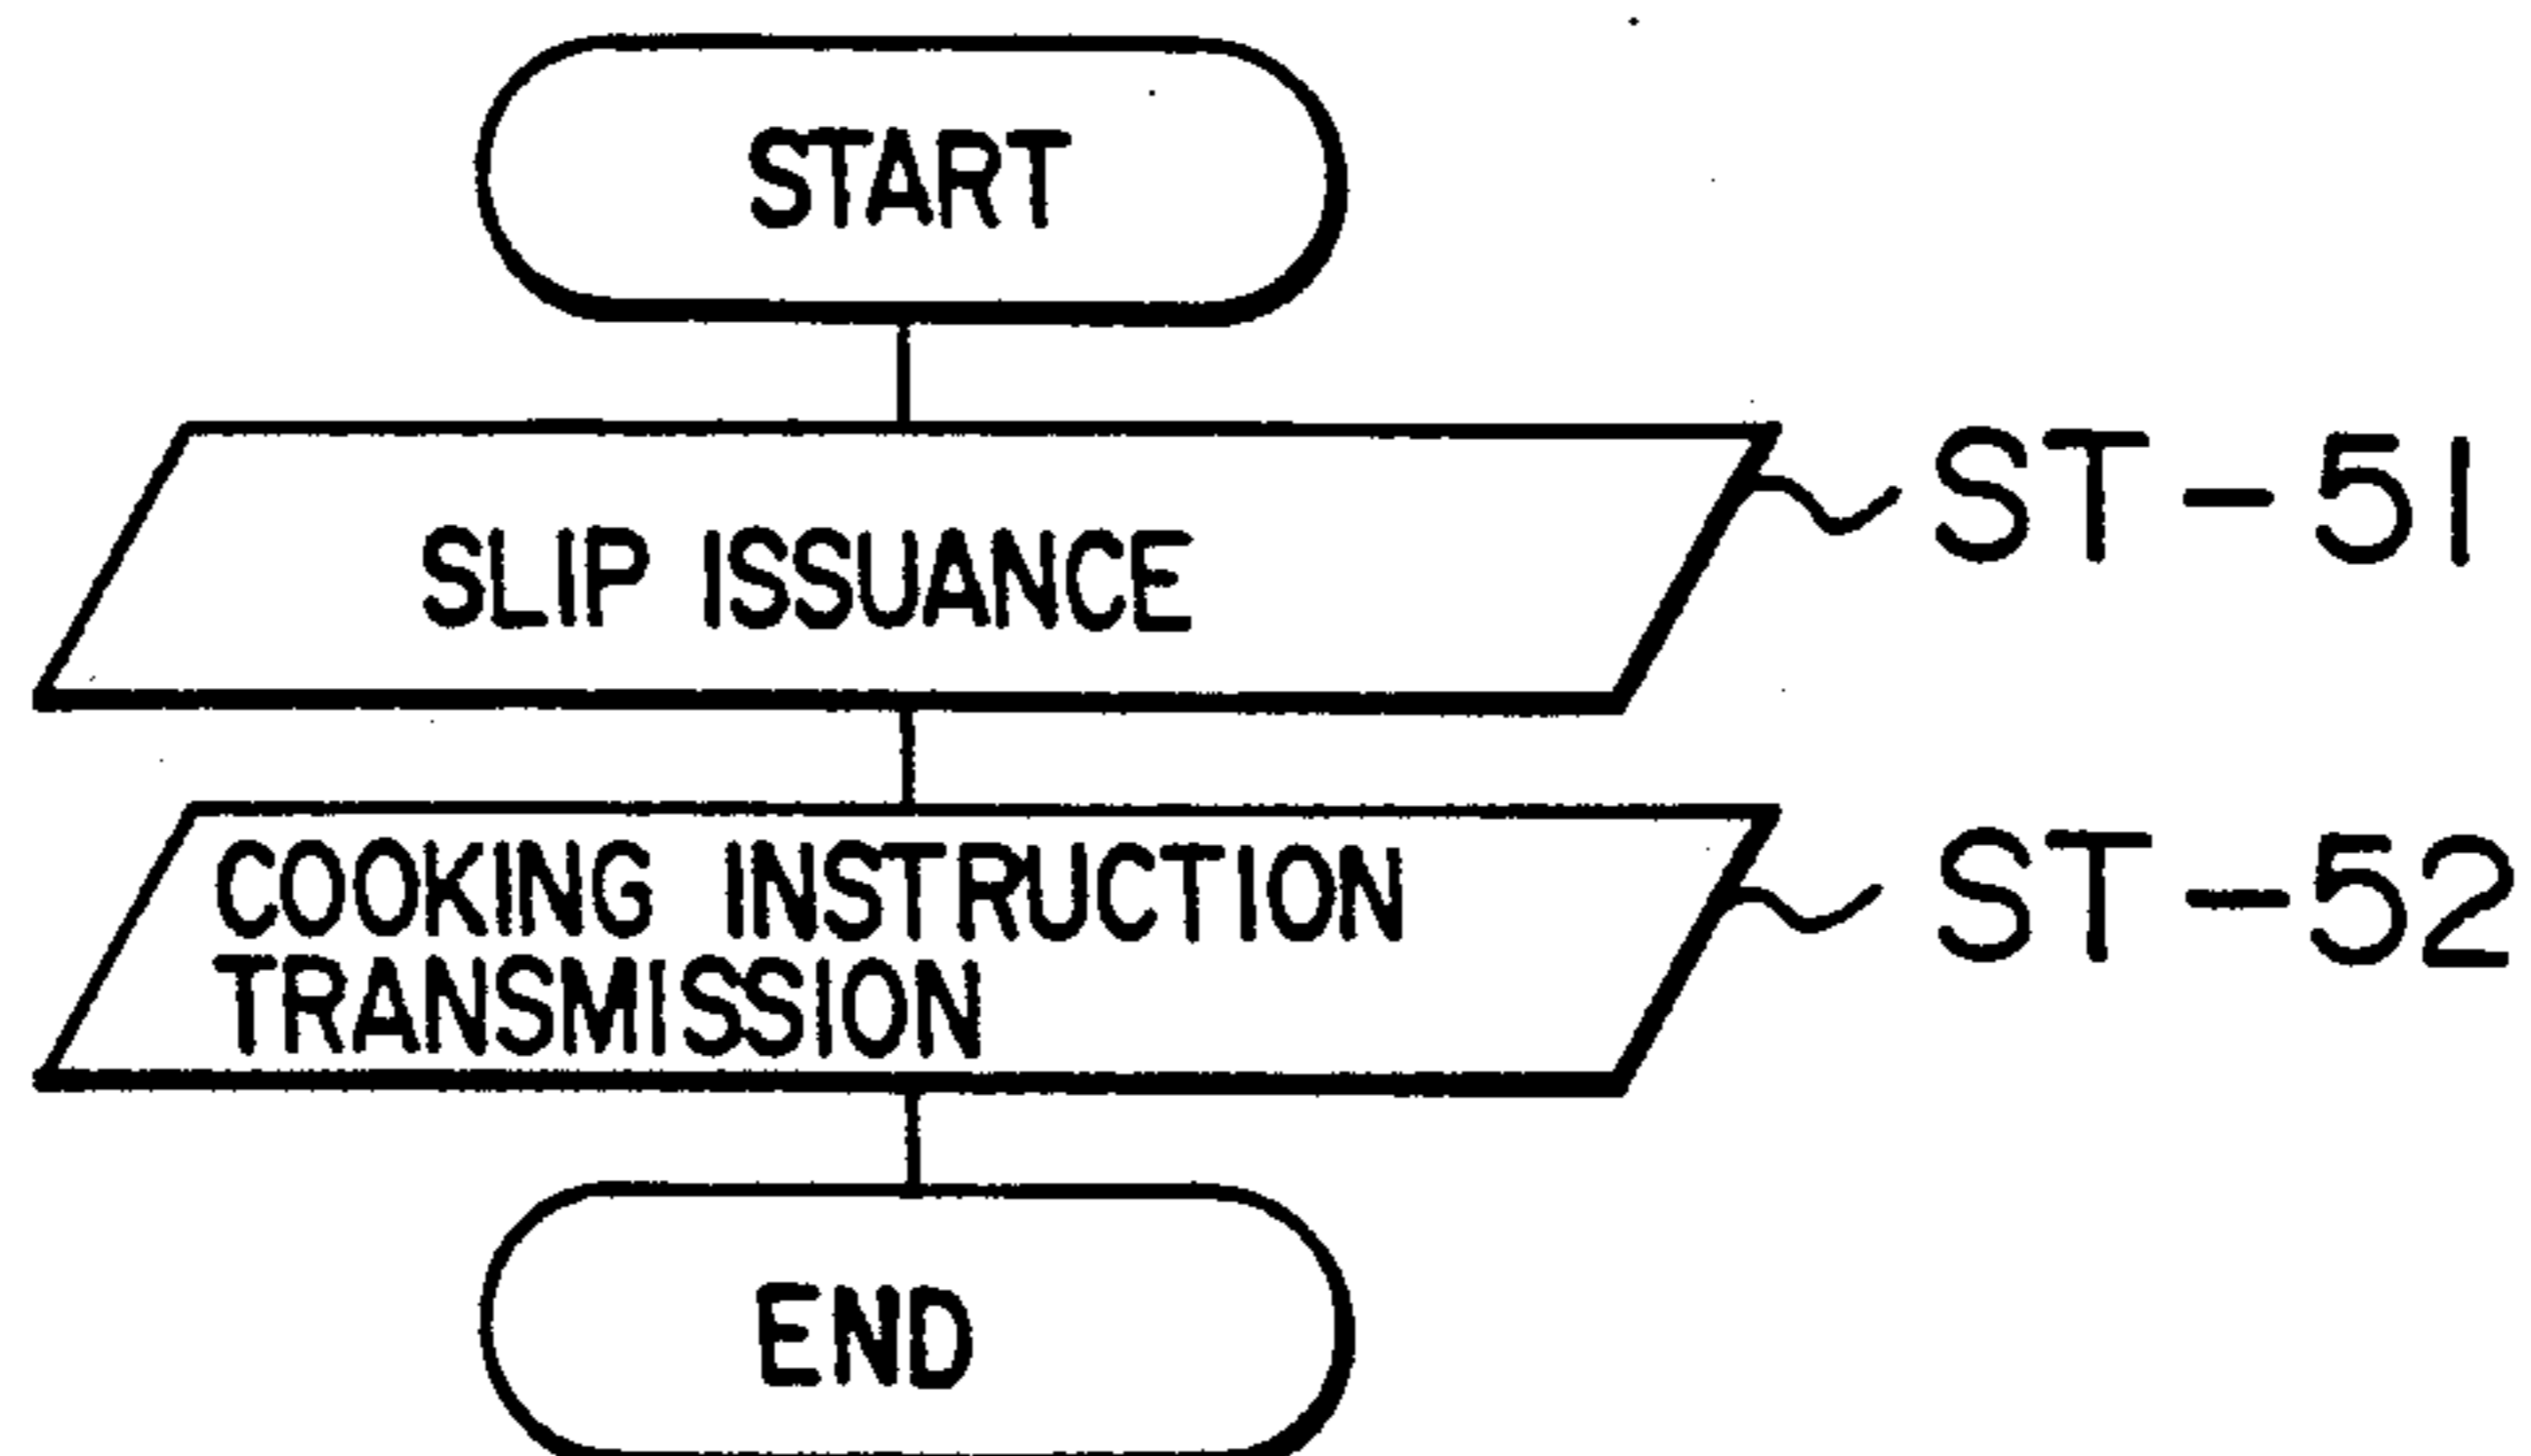 START
SLIP ISSUANCE
ST-51
COOKING INSTRUCTION
TRANSMISSION
ST-52
END